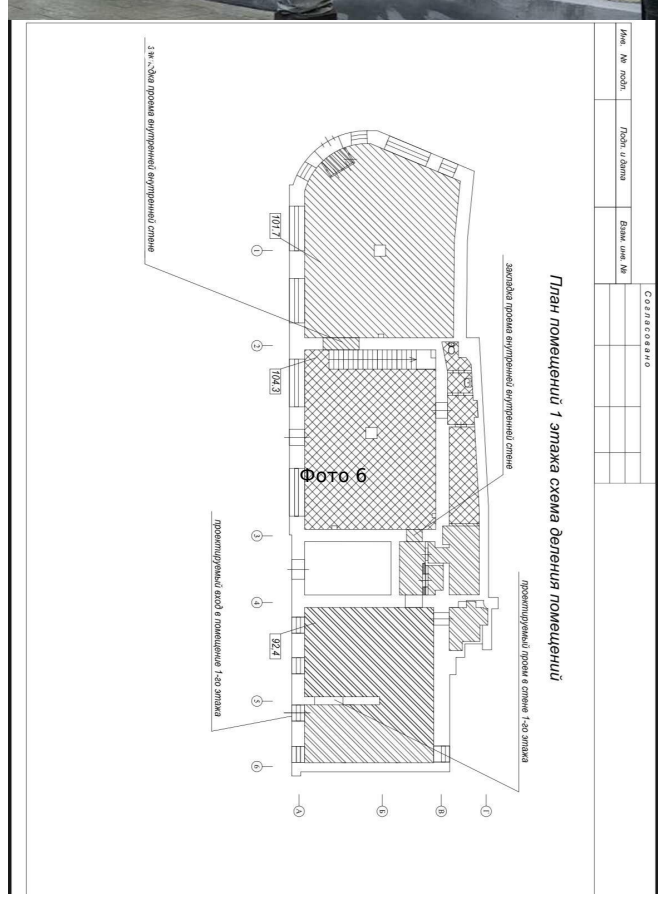 Согласовано
Инв. № подл.
Подп. и дата
Взам. инв. №
План помещений 1 этажа схема деления помещений
проема внутренней внутренней стене
закладка проема внутренней внутренней стене
проектируемый проем в стене 1-го этажа
проектируемый вход в помещение 1-го этажа
101.7
104.3
92,4
Фото 6
1
2
3
4
5
6
А
Б
В
Г